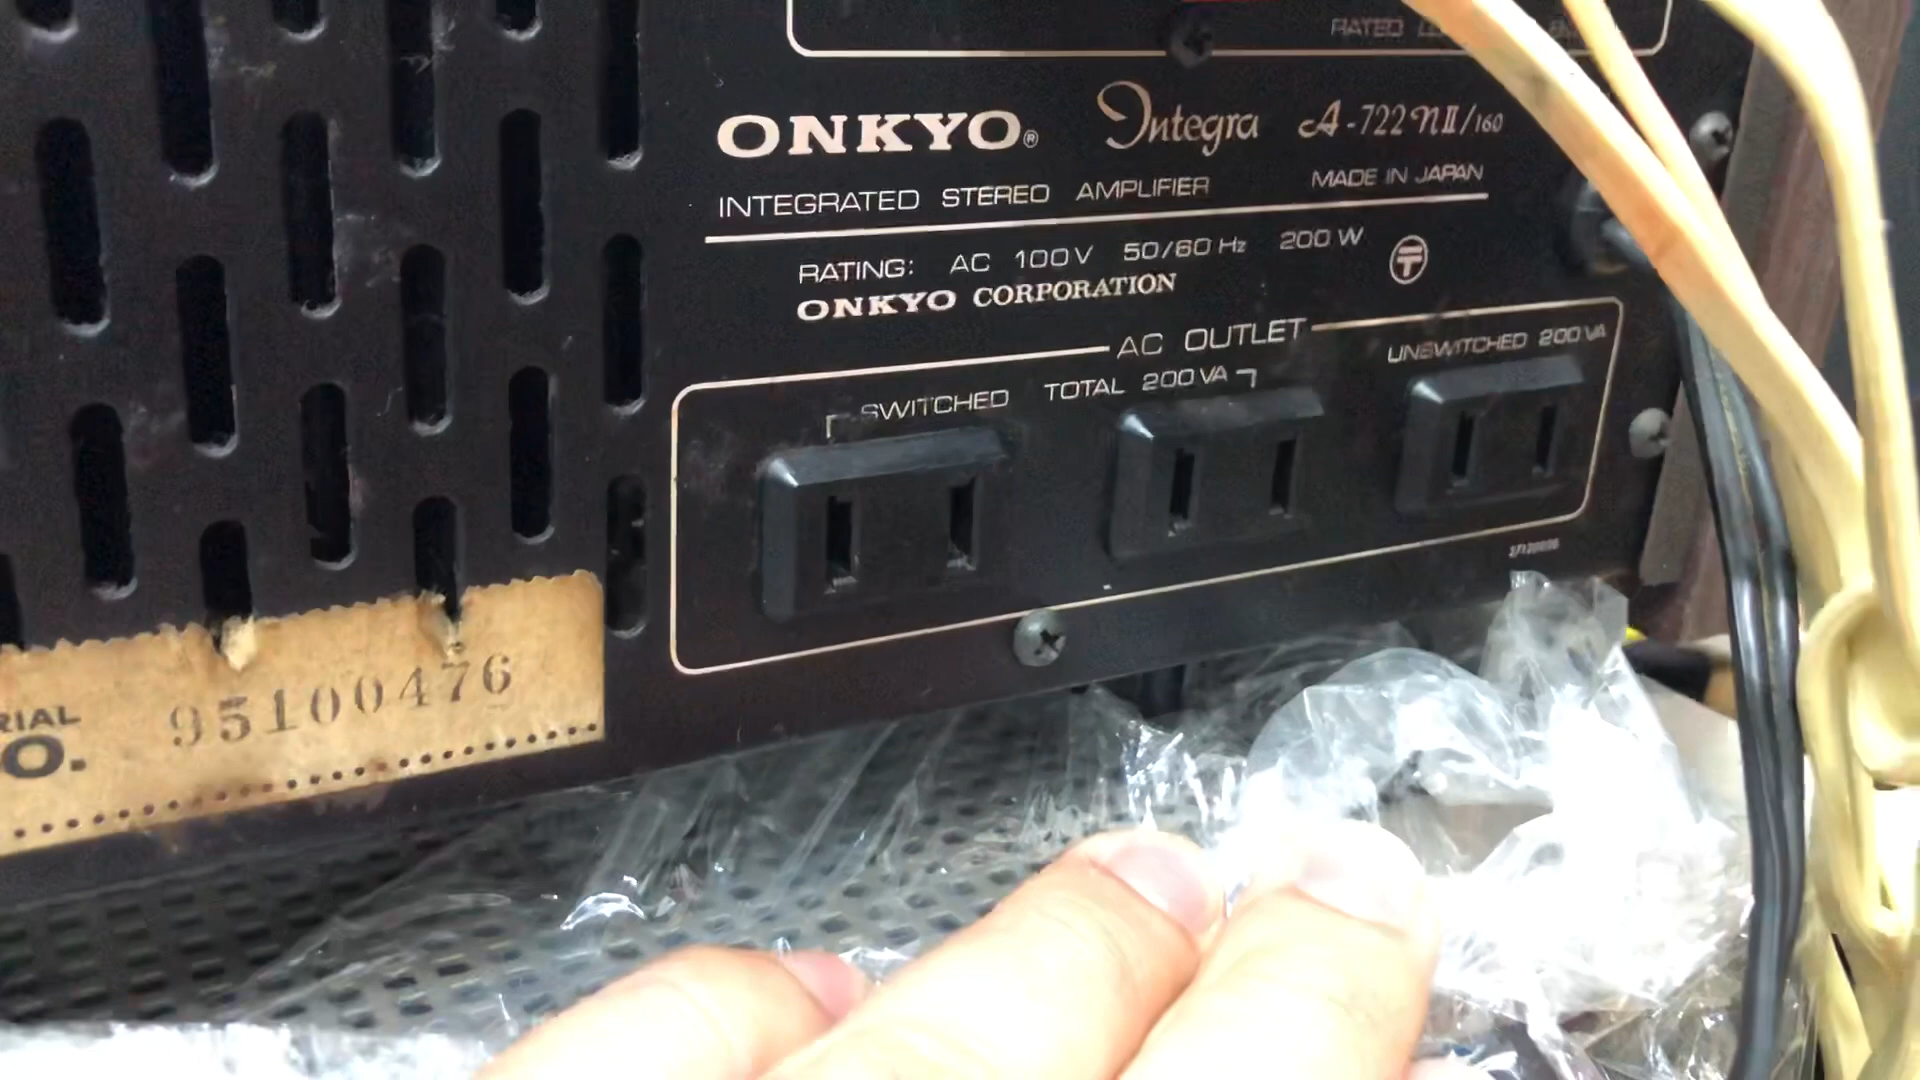 RATED
ONKYO® Integra A-722nII/160
INTEGRATED STEREO AMPLIFIER MADE IN JAPAN
RATING: AC 100V 50/60Hz 200W
ONKYO CORPORATION
AC OUTLET
SWITCHED TOTAL 200VA
UNSWITCHED 200VA
RIAL
O. 95100476